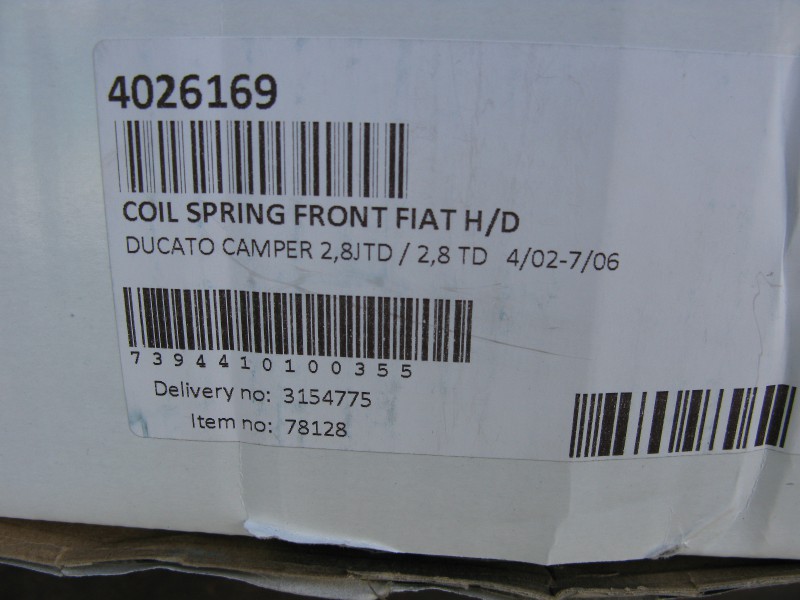 4026169
COIL SPRING FRONT FIAT H/D
DUCATO CAMPER 2,8JTD / 2,8 TD 4/02-7/06
7394410100355
Delivery no: 3154775
Item no: 78128